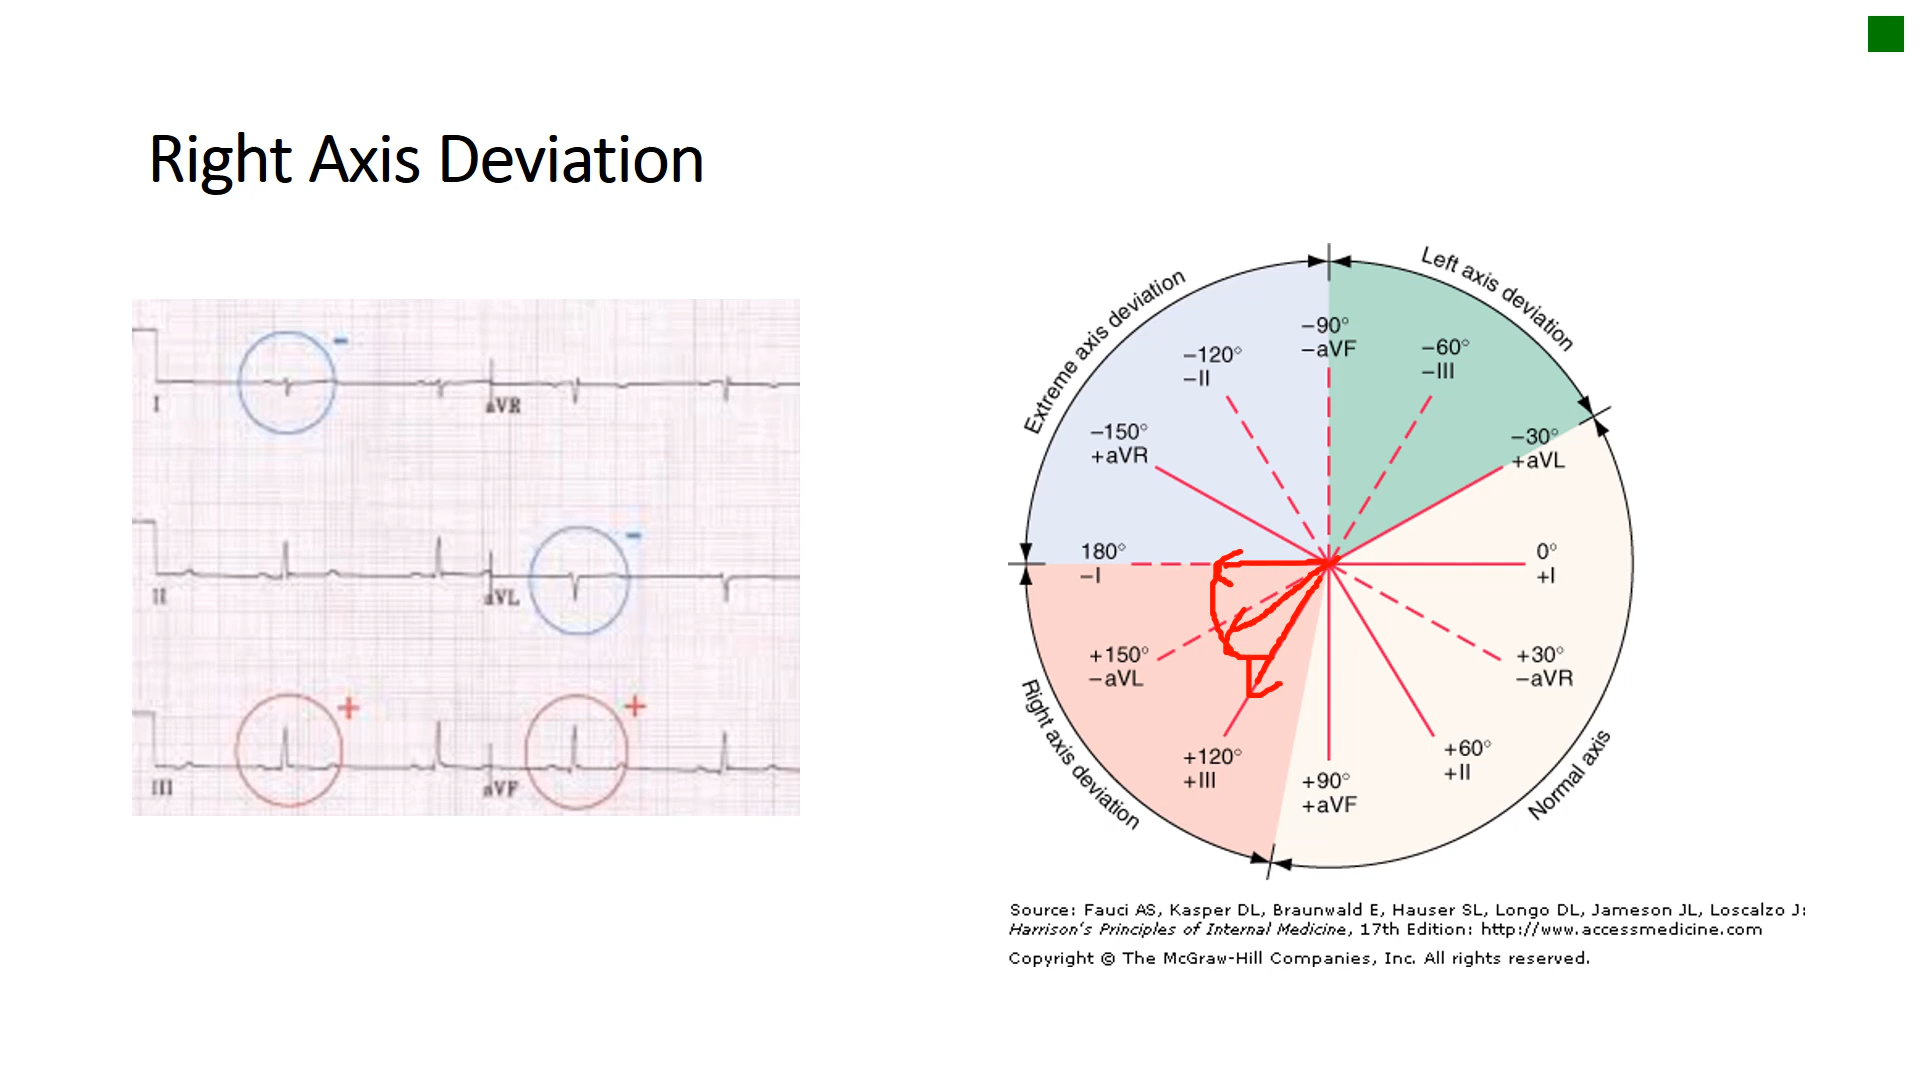 Right Axis Deviation
-
I
aVR
-
II
aVL
+
+
III
aVF
Extreme axis deviation
Left axis deviation
−90°
−aVF
−120°
−II
−60°
−III
−150°
+aVR
−30°
+aVL
180°
−I
0°
+I
+150°
−aVL
+30°
−aVR
Right axis deviation
+120°
+III
+90°
+aVF
+60°
+II
Normal axis
Source: Fauci AS, Kasper DL, Braunwald E, Hauser SL, Longo DL, Jameson JL, Loscalzo J:
Harrison's Principles of Internal Medicine, 17th Edition: http://www.accessmedicine.com
Copyright © The McGraw-Hill Companies, Inc. All rights reserved.